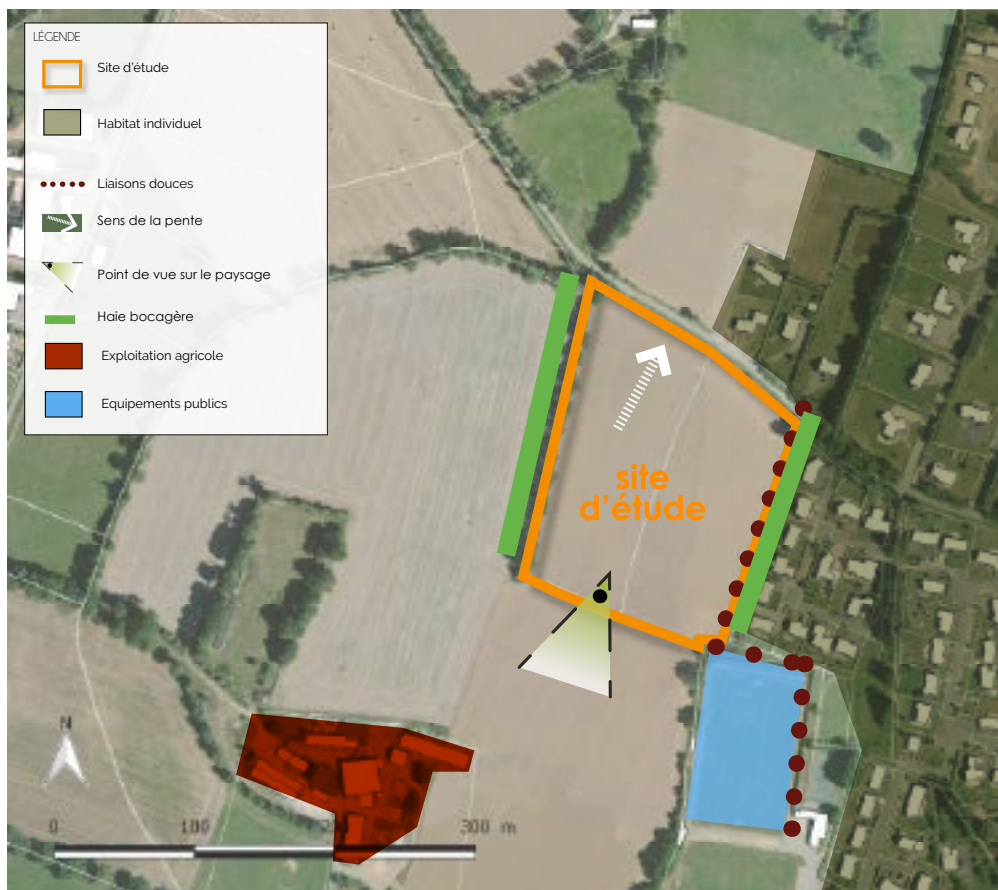 LÉGENDE
Site d'étude
Habitat individuel
Liaisons douces
Sens de la pente
Point de vue sur le paysage
Haie bocagère
Exploitation agricole
Equipements publics
site
d'étude
N
0 100 200 300 m